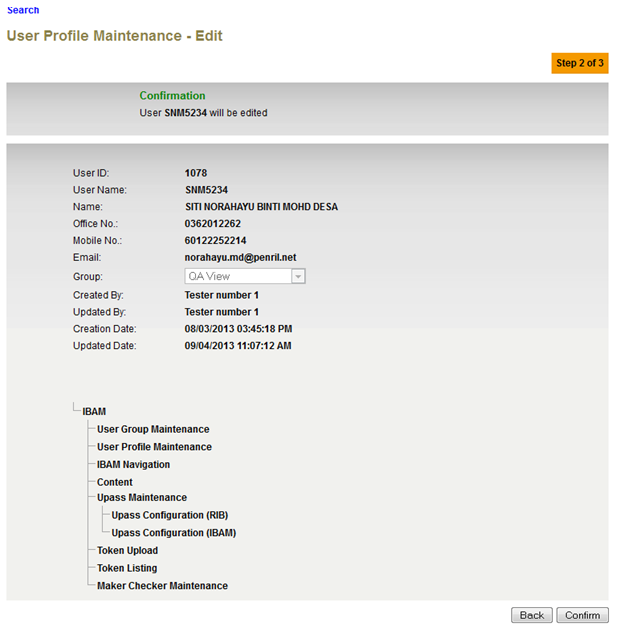 Search
User Profile Maintenance - Edit
Step 2 of 3
Confirmation
User SNM5234 will be edited
User ID: 1078
User Name: SNM5234
Name: SITI NORAHAYU BINTI MOHD DESA
Office No.: 0362012262
Mobile No.: 60122252214
Email: norahayu.md@penril.net
Group: QA View
Created By: Tester number 1
Updated By: Tester number 1
Creation Date: 08/03/2013 03:45:18 PM
Updated Date: 09/04/2013 11:07:12 AM
IBAM
User Group Maintenance
User Profile Maintenance
IBAM Navigation
Content
Upass Maintenance
Upass Configuration (RIB)
Upass Configuration (IBAM)
Token Upload
Token Listing
Maker Checker Maintenance
Back Confirm